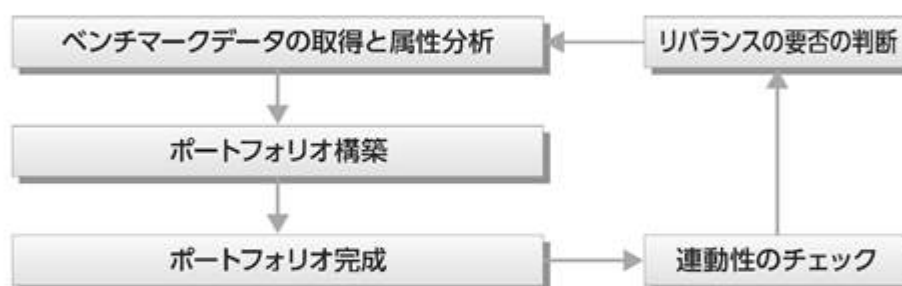 ベンチマークデータの取得と属性分析
リバランスの要否の判断
ポートフォリオ構築
ポートフォリオ完成
連動性のチェック